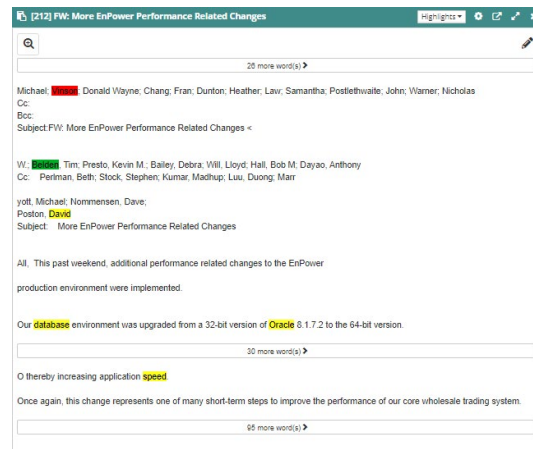 [212] FW: More EnPower Performance Related Changes
Highlights
26 more word(s)
Michael; Vinson; Donald Wayne; Chang; Fran; Dunton; Heather; Law; Samantha; Postlethwaite; John; Warner; Nicholas
Cc:
Bcc:
Subject:FW: More EnPower Performance Related Changes <
W.; Belden, Tim; Presto, Kevin M.; Bailey, Debra; Will, Lloyd; Hall, Bob M; Dayao, Anthony
Cc: Perlman, Beth; Stock, Stephen; Kumar, Madhup; Luu, Duong; Marr
yott, Michael; Nommensen, Dave;
Poston, David
Subject: More EnPower Performance Related Changes
All, This past weekend, additional performance related changes to the EnPower
production environment were implemented.
Our database environment was upgraded from a 32-bit version of Oracle 8.1.7.2 to the 64-bit version.
30 more word(s)
O thereby increasing application speed.
Once again, this change represents one of many short-term steps to improve the performance of our core wholesale trading system.
95 more word(s)